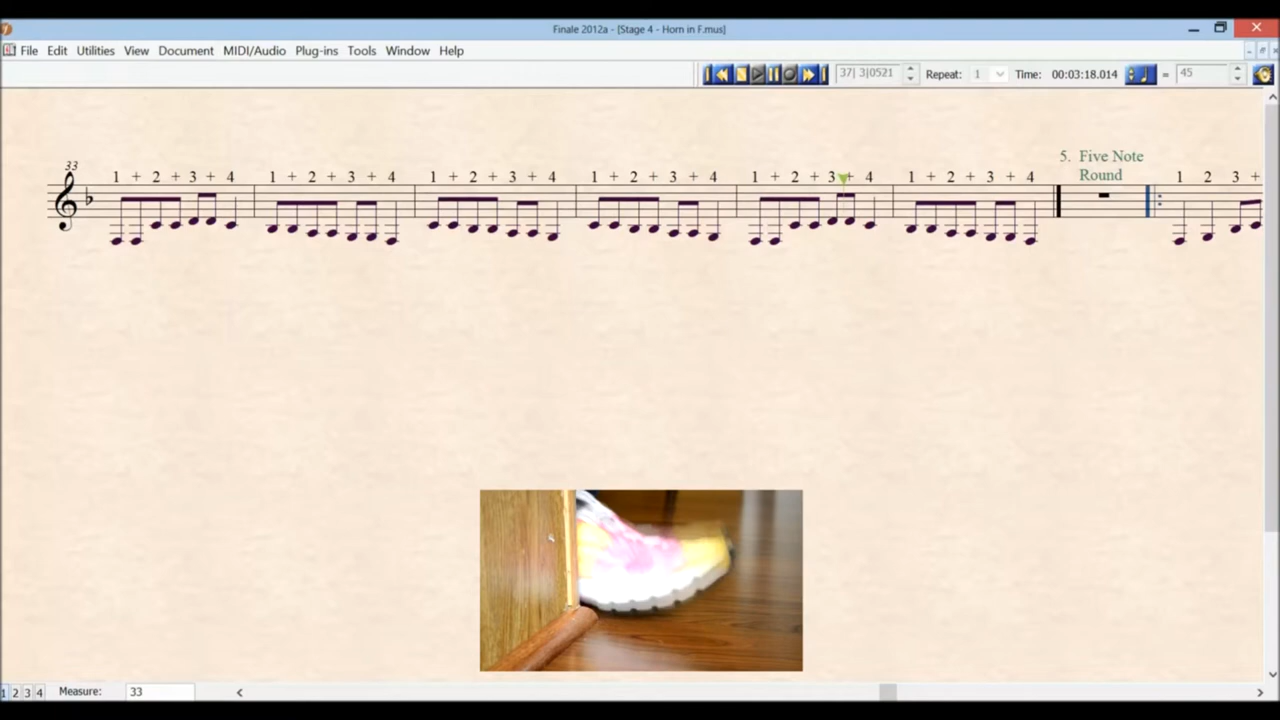 Finale 2012a - [Stage 4 - Horn in F.mus]
File Edit Utilities View Document MIDI/Audio Plug-ins Tools Window Help
37| 3|0521 Repeat: 1 Time: 00:03:18.014 = 45
5. Five Note
Round
33
1 + 2 + 3 + 4 1 + 2 + 3 + 4 1 + 2 + 3 + 4 1 + 2 + 3 + 4 1 + 2 + 3 + 4 1 + 2 + 3 + 4 1 2 3 +
1 2 3 4 Measure: 33